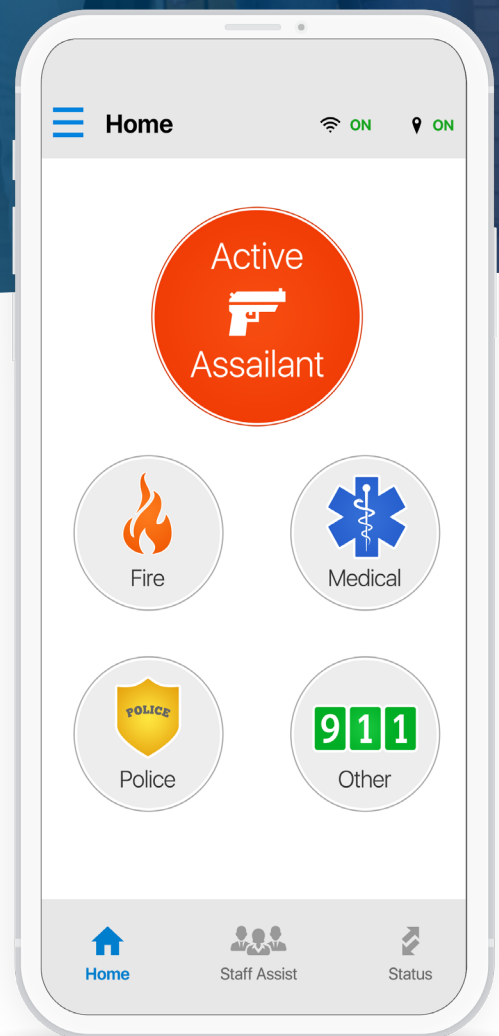 Home
ON
ON
Active
Assailant
Fire
Medical
POLICE
Police
911
Other
Home
Staff Assist
Status